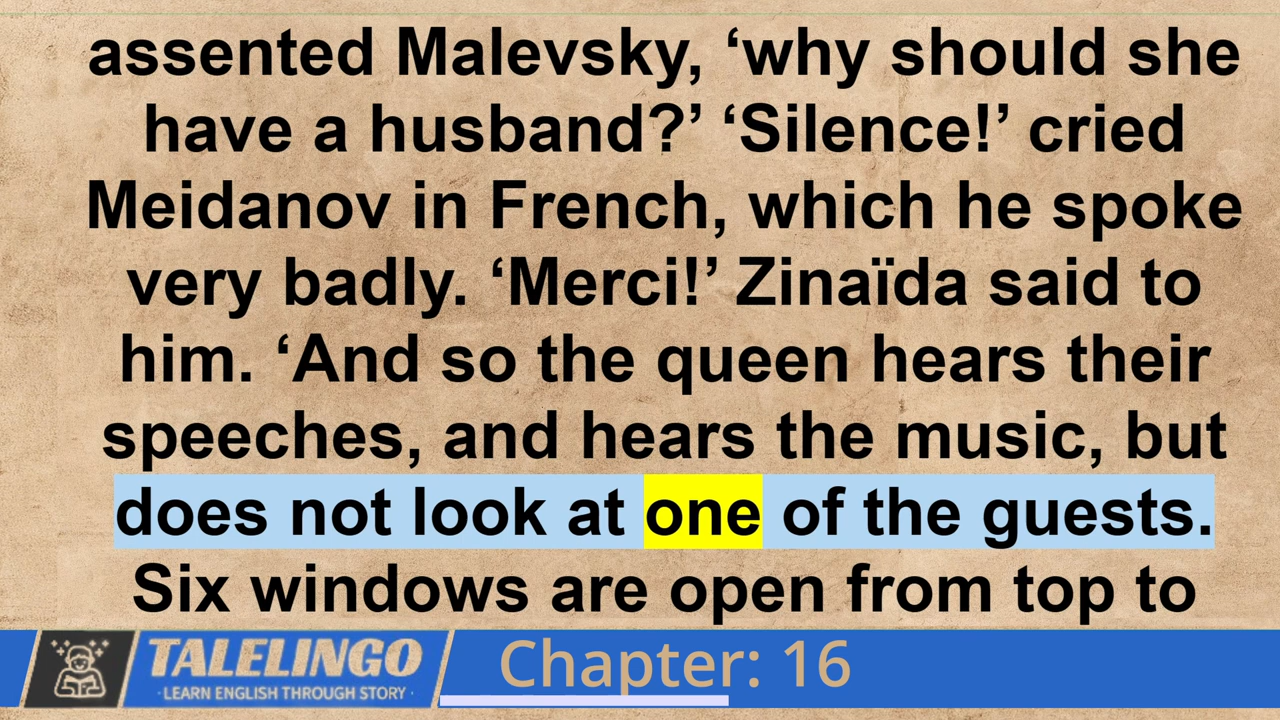 assented Malevsky, ‘why should she
have a husband?’ ‘Silence!’ cried
Meidanov in French, which he spoke
very badly. ‘Merci!’ Zinaïda said to
him. ‘And so the queen hears their
speeches, and hears the music, but
does not look at one of the guests.
Six windows are open from top to
TALELINGO
·LEARN ENGLISH THROUGH STORY·
Chapter: 16